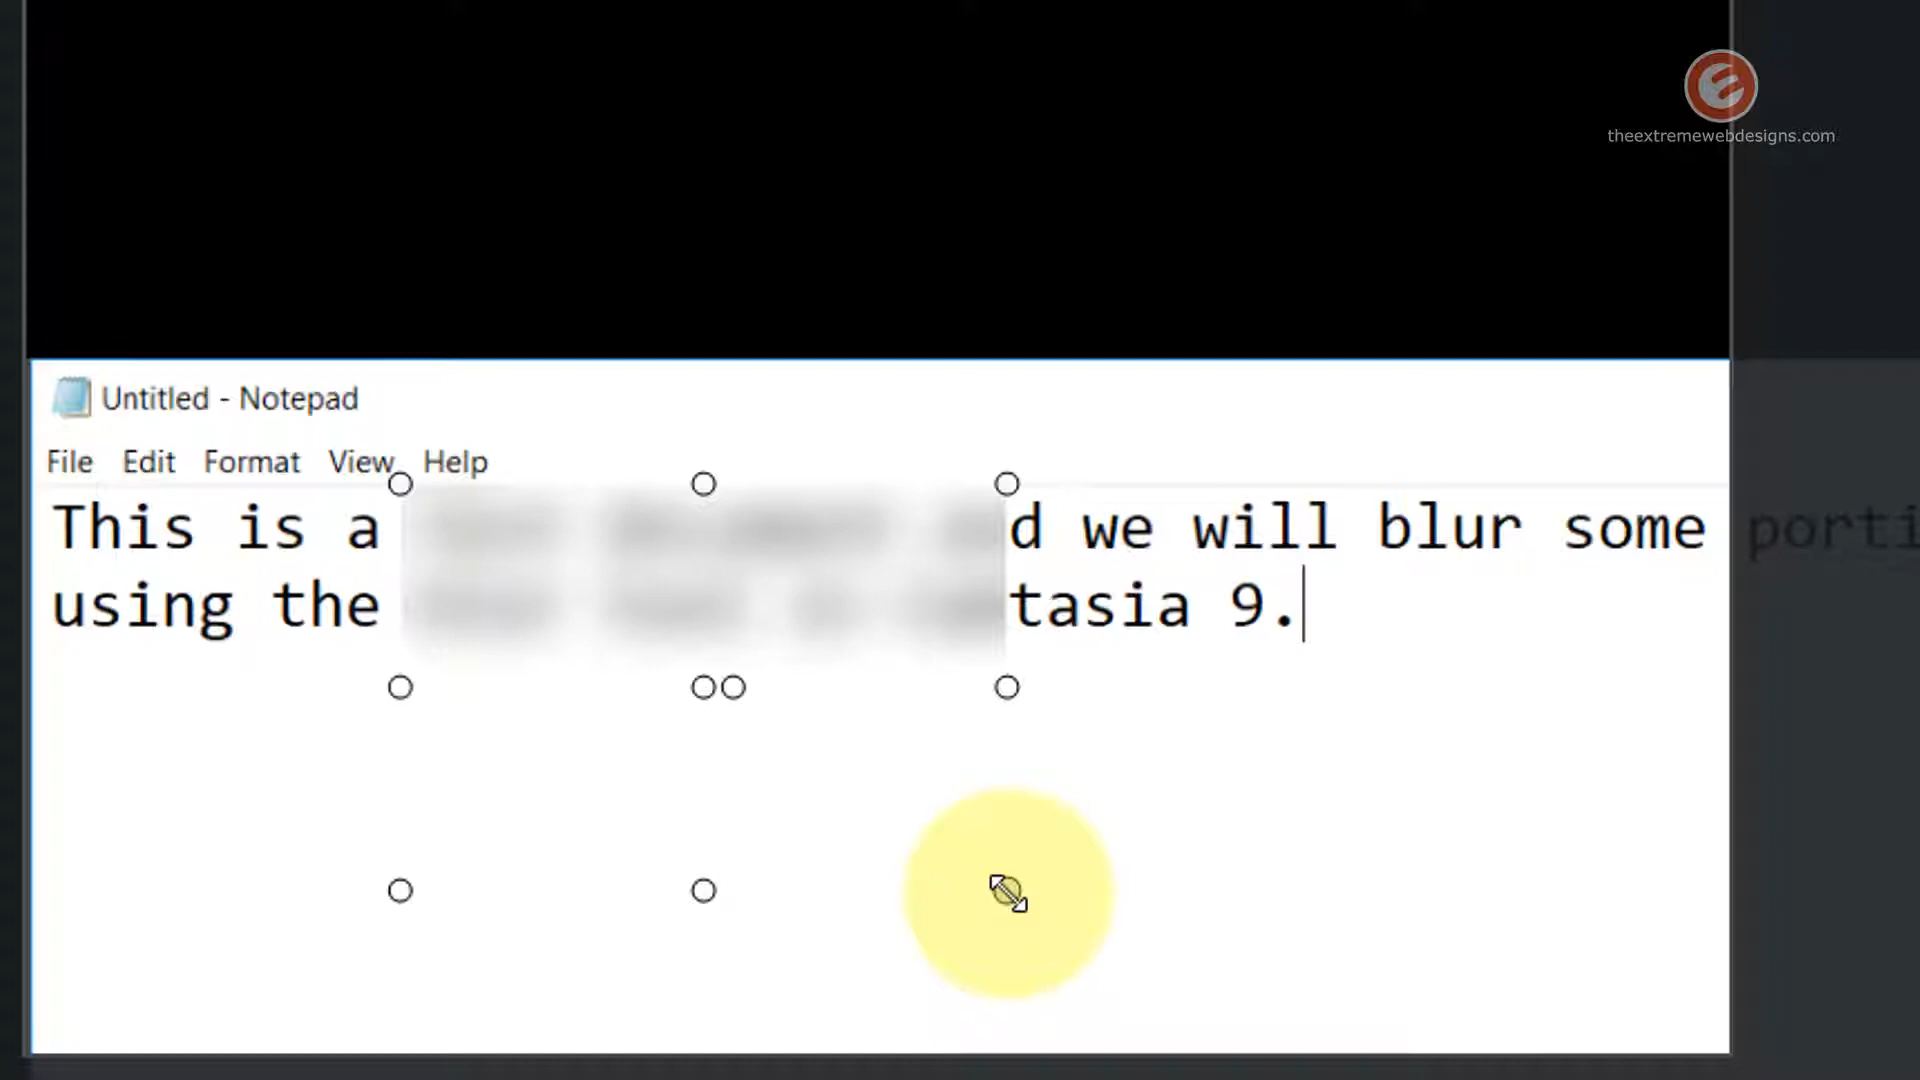 theextremewebdesigns.com
Untitled - Notepad
File Edit Format View Help
This is a d we will blur some porti
using the tasia 9.